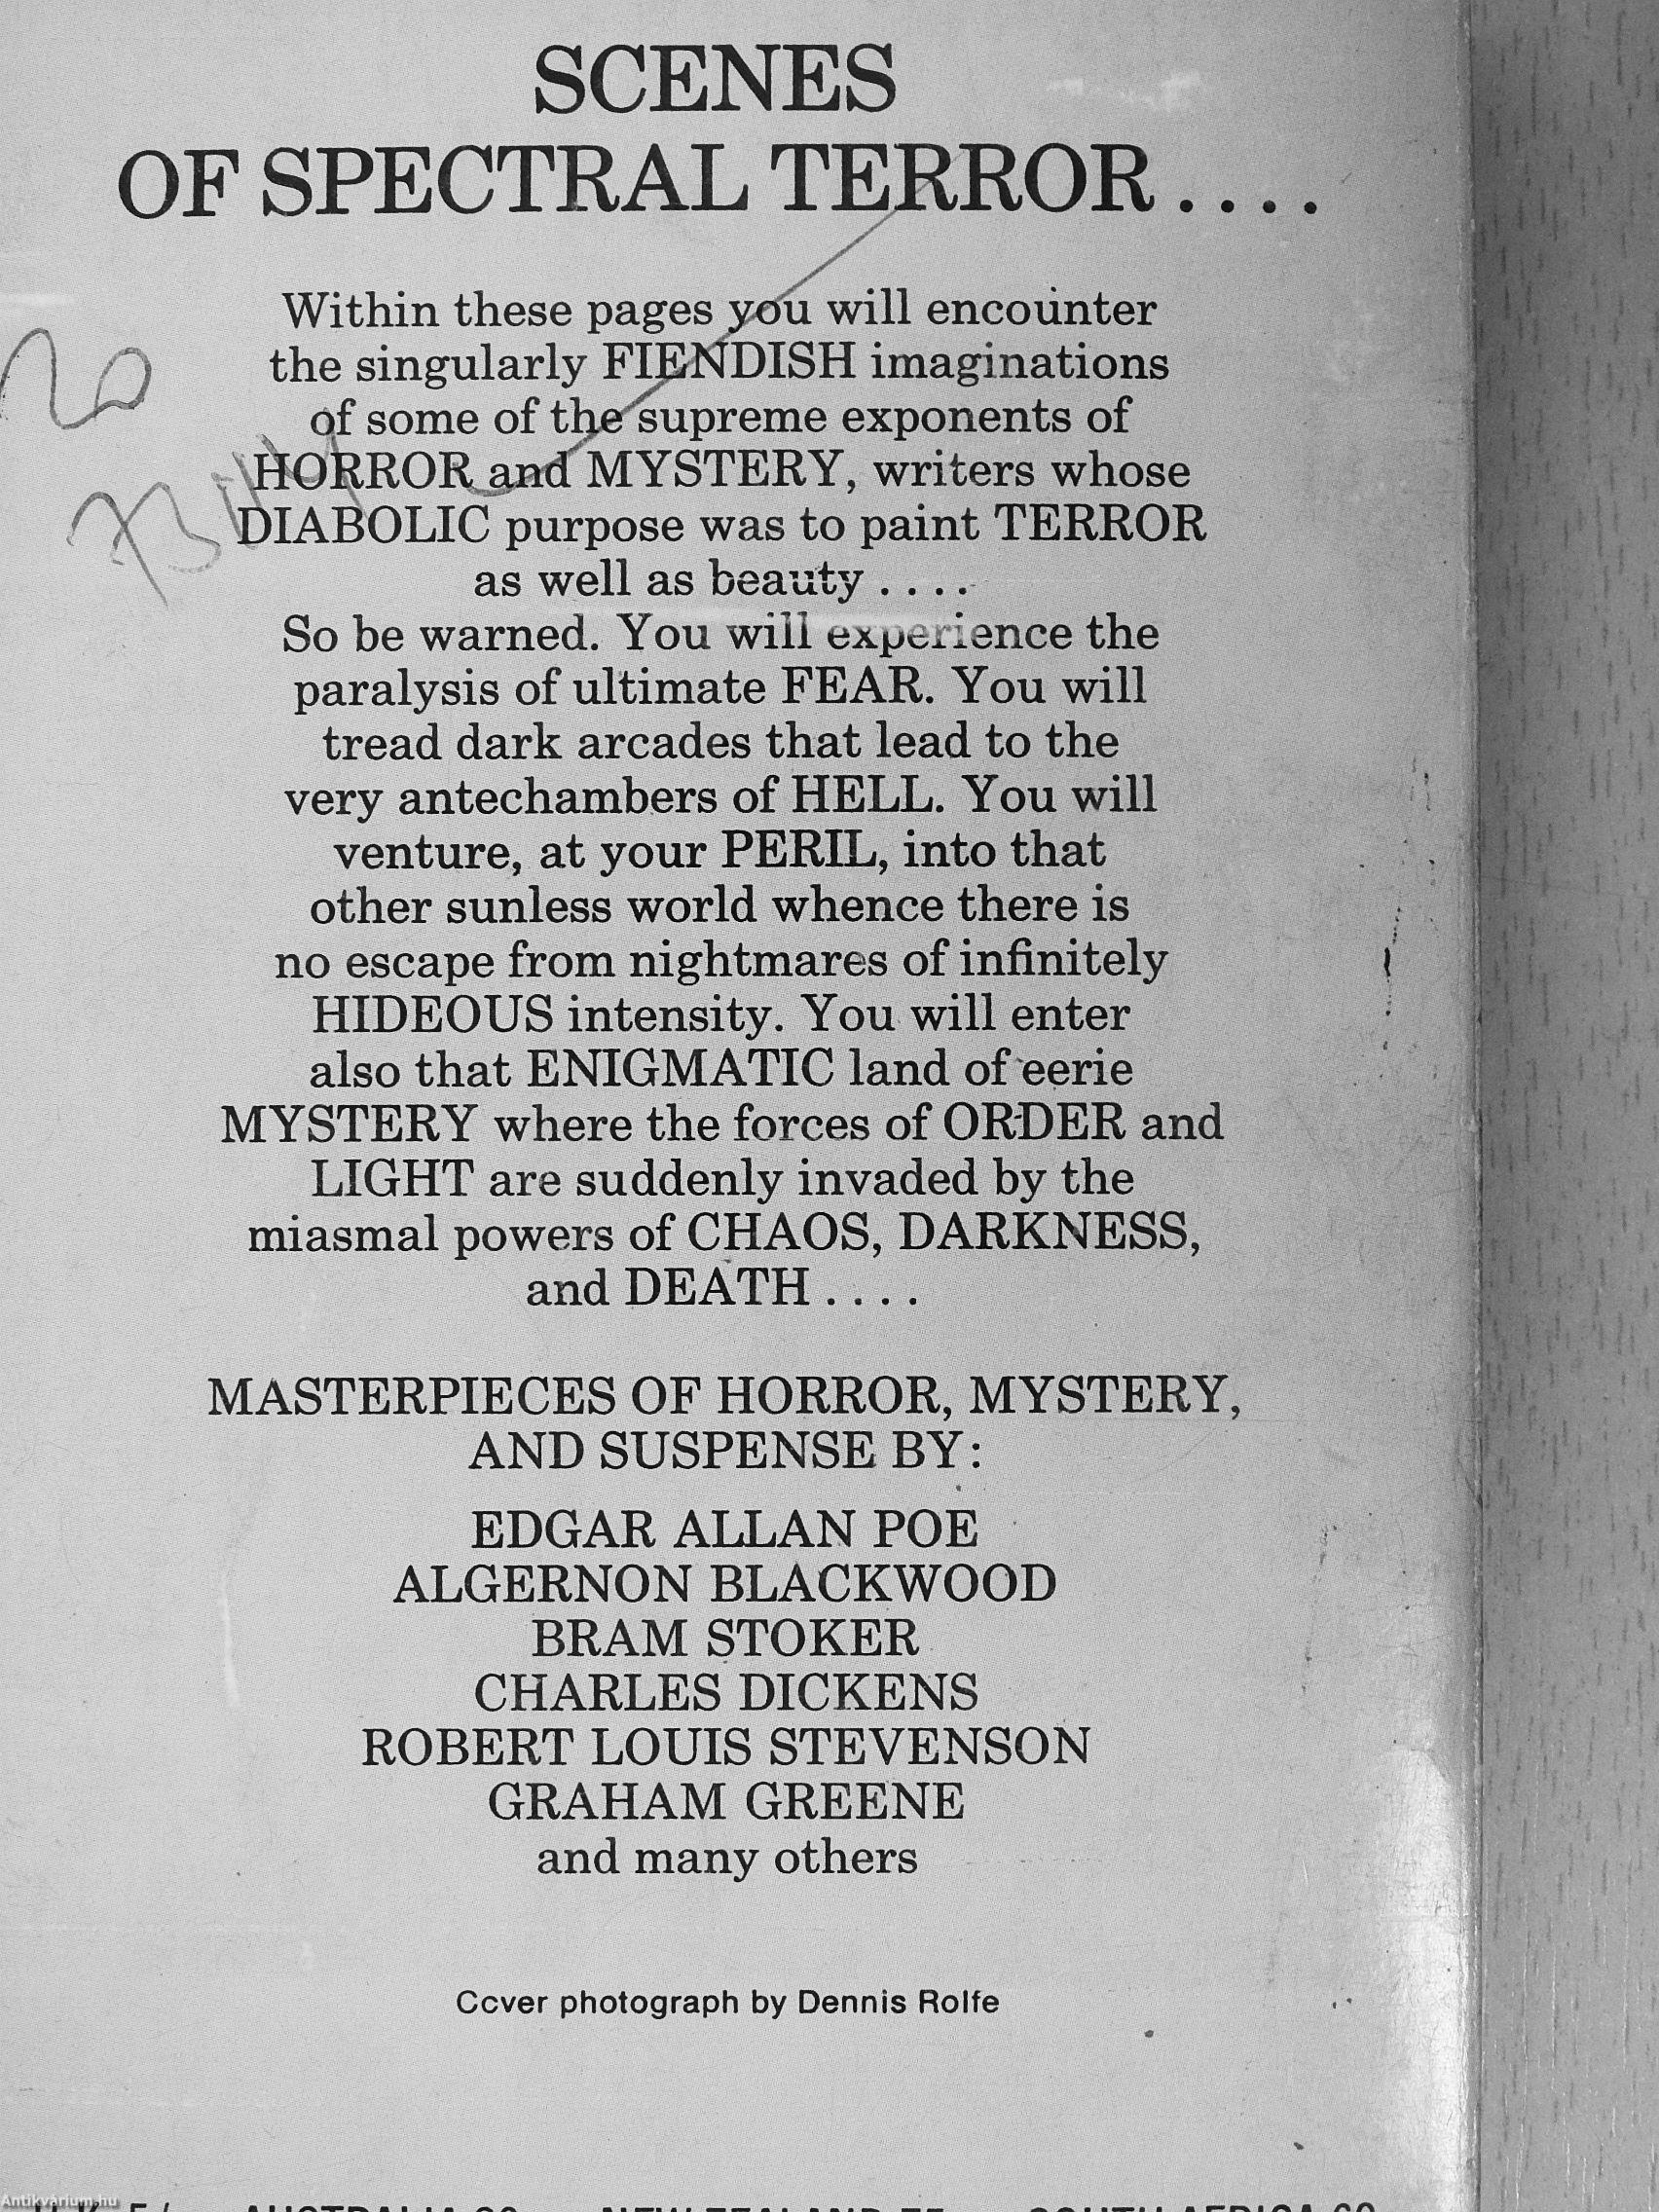 SCENES
OF SPECTRAL TERROR . . . .
Within these pages you will encounter
the singularly FIENDISH imaginations
of some of the supreme exponents of
HORROR and MYSTERY, writers whose
DIABOLIC purpose was to paint TERROR
as well as beauty . . . .
So be warned. You will experience the
paralysis of ultimate FEAR. You will
tread dark arcades that lead to the
very antechambers of HELL. You will
venture, at your PERIL, into that
other sunless world whence there is
no escape from nightmares of infinitely
HIDEOUS intensity. You will enter
also that ENIGMATIC land of eerie
MYSTERY where the forces of ORDER and
LIGHT are suddenly invaded by the
miasmal powers of CHAOS, DARKNESS,
and DEATH . . . .
MASTERPIECES OF HORROR, MYSTERY,
AND SUSPENSE BY:
EDGAR ALLAN POE
ALGERNON BLACKWOOD
BRAM STOKER
CHARLES DICKENS
ROBERT LOUIS STEVENSON
GRAHAM GREENE
and many others
Cover photograph by Dennis Rolfe
Antikvárium.hu